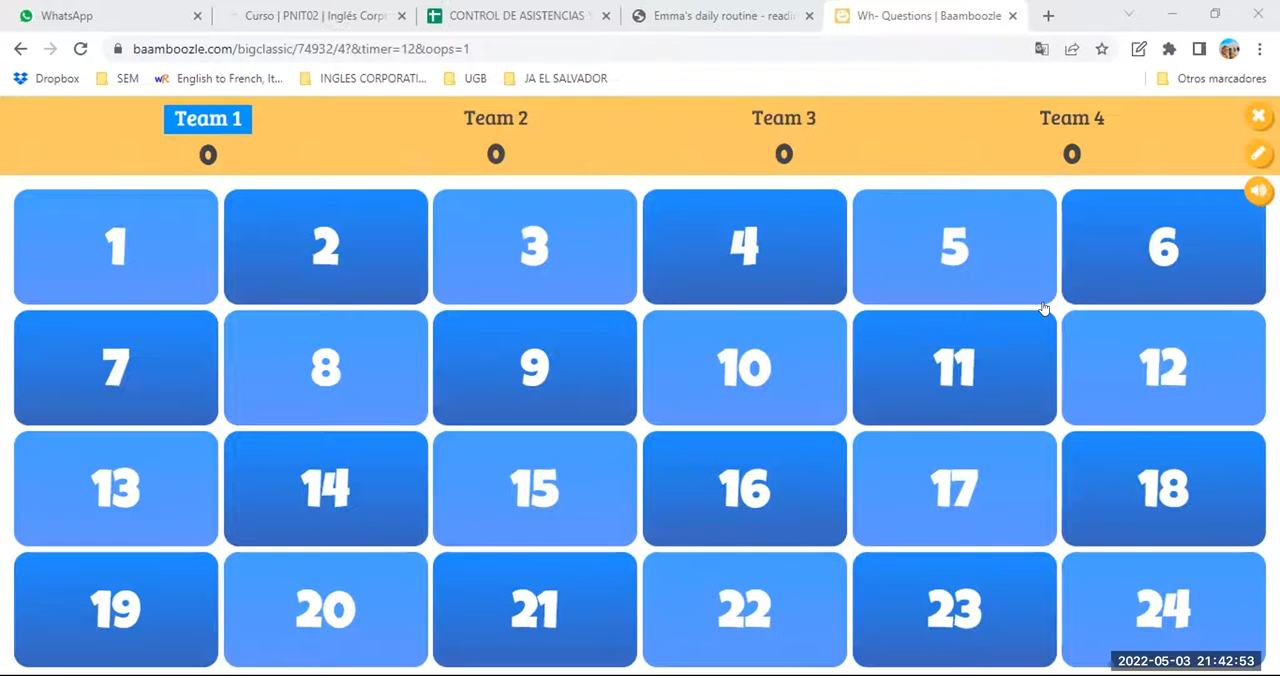 WhatsApp
Curso | PNIT02 | Inglés Corp
CONTROL DE ASISTENCIAS
Emma's daily routine - readi
Wh- Questions | Baamboozle
baamboozle.com/bigclassic/74932/4?&timer=12&oops=1
Dropbox
SEM
English to French, It...
INGLES CORPORATI...
UGB
JA EL SALVADOR
Otros marcadores
Team 1
Team 2
Team 3
Team 4
0
0
0
0
1
2
3
4
5
6
7
8
9
10
11
12
13
14
15
16
17
18
19
20
21
22
23
24
2022-05-03 21:42:53